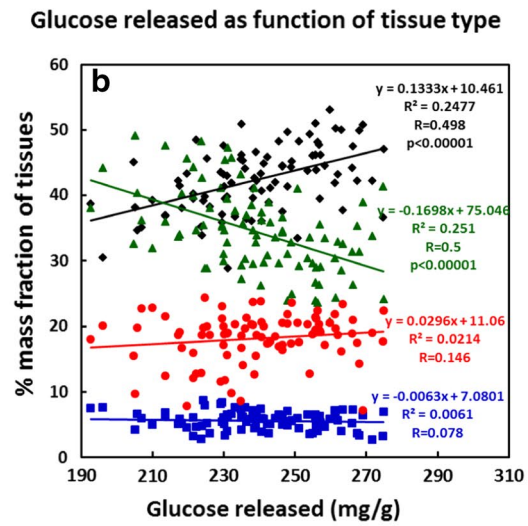 Glucose released as function of tissue type
b
% mass fraction of tissues
60
50
40
30
20
10
0
y = 0.1333x + 10.461
R² = 0.2477
R=0.498
p<0.00001
y = -0.1698x + 75.046
R² = 0.251
R=0.5
p<0.00001
y = 0.0296x + 11.06
R² = 0.0214
R=0.146
y = -0.0063x + 7.0801
R² = 0.0061
R=0.078
190 210 230 250 270 290 310
Glucose released (mg/g)